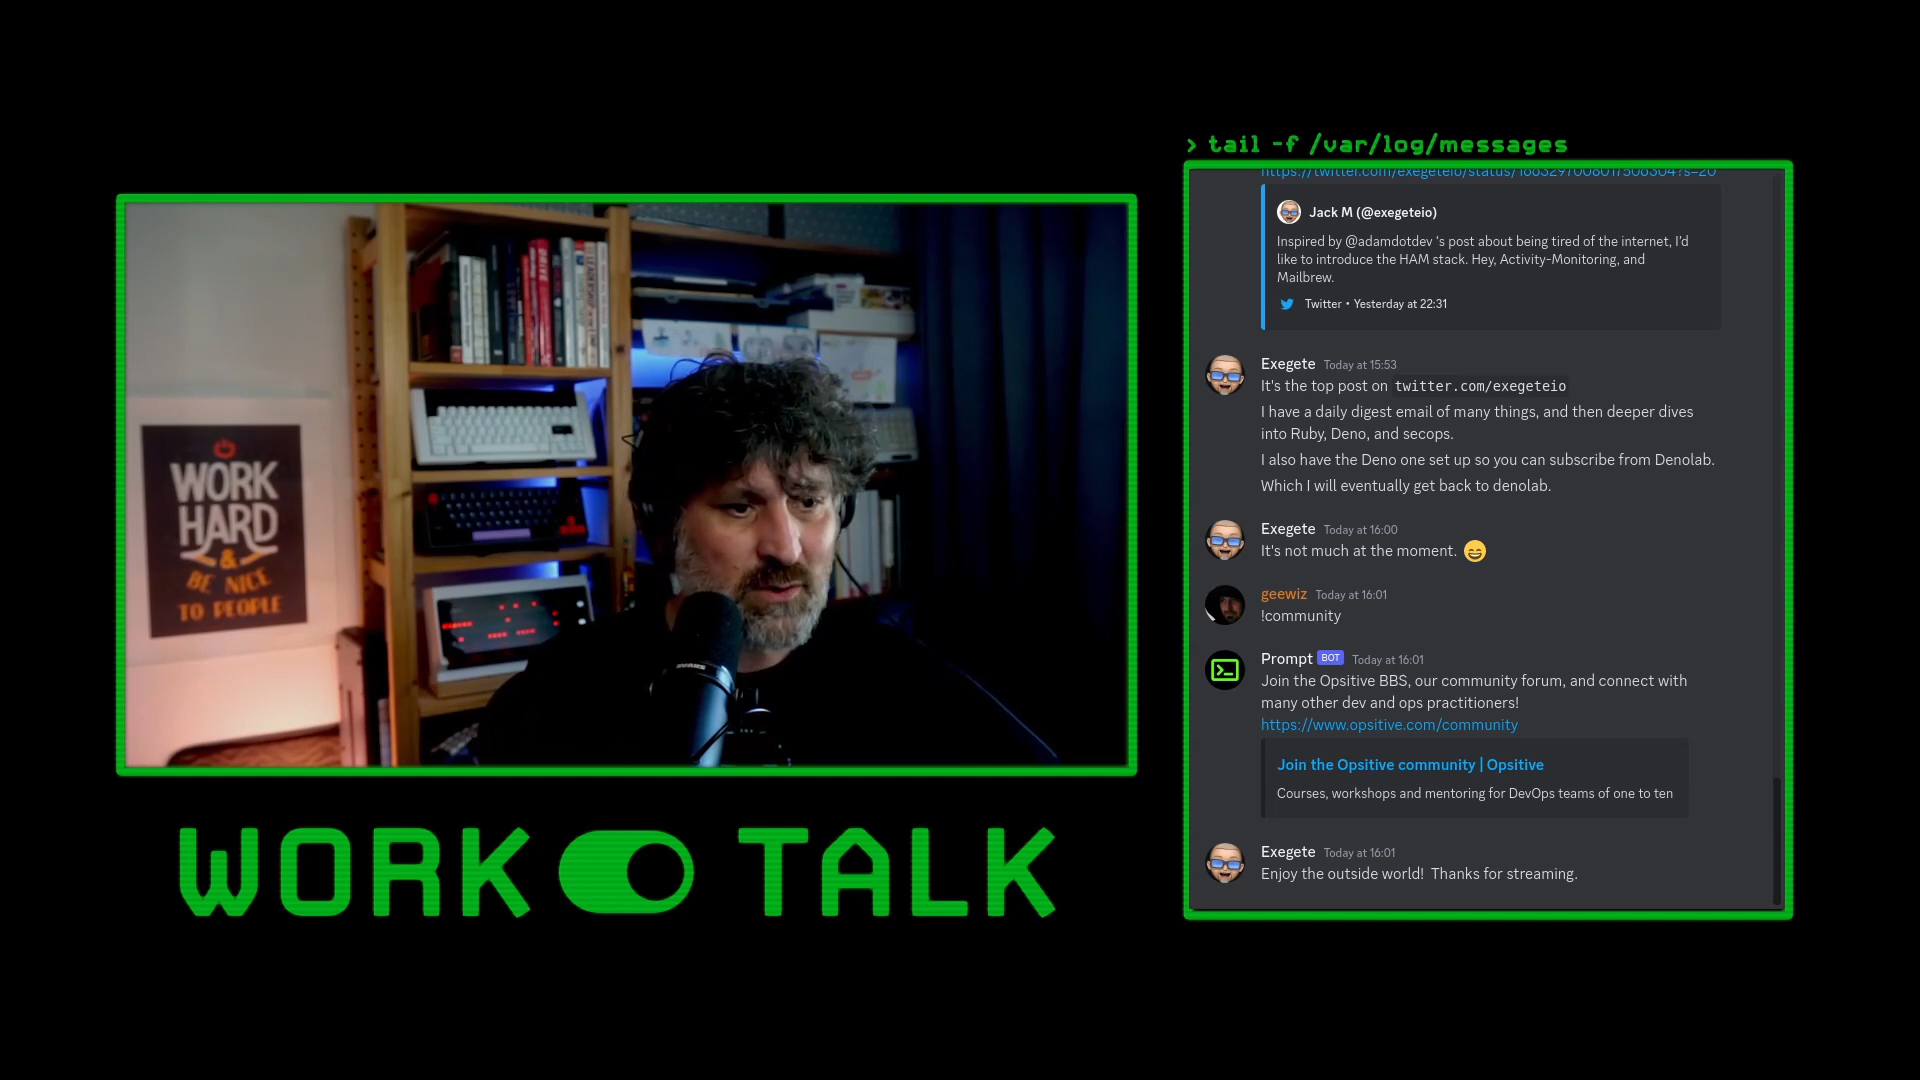 > tail -f /var/log/messages
Jack M (@exegeteio)
Inspired by @adamdotdev ‘s post about being tired of the internet, I’d
like to introduce the HAM stack. Hey, Activity-Monitoring, and
Mailbrew.
Twitter • Yesterday at 22:31
Exegete Today at 15:53
It's the top post on twitter.com/exegeteio
I have a daily digest email of many things, and then deeper dives
into Ruby, Deno, and secops.
I also have the Deno one set up so you can subscribe from Denolab.
Which I will eventually get back to denolab.
Exegete Today at 16:00
It's not much at the moment.
geewiz Today at 16:01
!community
Prompt BOT Today at 16:01
Join the Opsitive BBS, our community forum, and connect with
many other dev and ops practitioners!
https://www.opsitive.com/community
Join the Opsitive community | Opsitive
Courses, workshops and mentoring for DevOps teams of one to ten
Exegete Today at 16:01
Enjoy the outside world! Thanks for streaming.
WORK
HARD
&
BE NICE
TO PEOPLE
DRIVE
WORK TALK